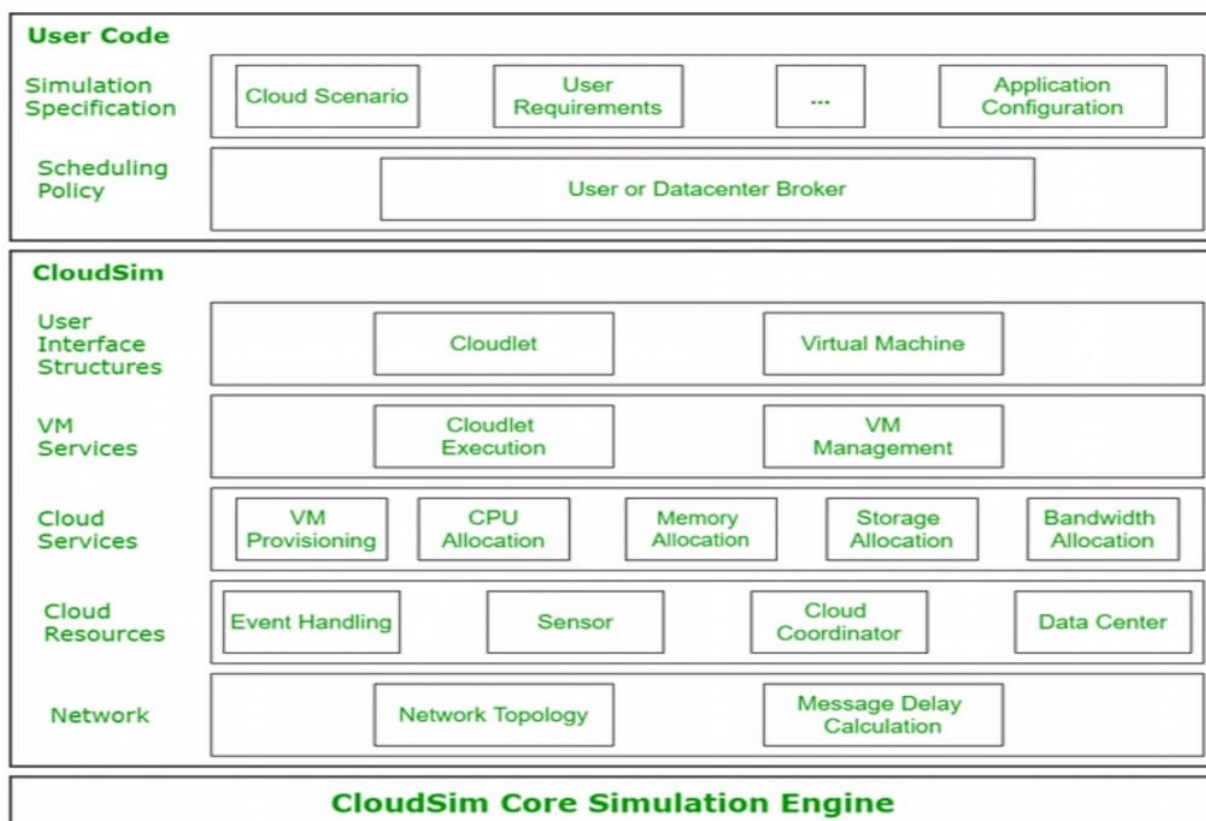 User Code
Simulation
Specification
Cloud Scenario
User
Requirements
...
Application
Configuration
Scheduling
Policy
User or Datacenter Broker
CloudSim
User
Interface
Structures
Cloudlet
Virtual Machine
VM
Services
Cloudlet
Execution
VM
Management
Cloud
Services
VM
Provisioning
CPU
Allocation
Memory
Allocation
Storage
Allocation
Bandwidth
Allocation
Cloud
Resources
Event Handling
Sensor
Cloud
Coordinator
Data Center
Network
Network Topology
Message Delay
Calculation
CloudSim Core Simulation Engine